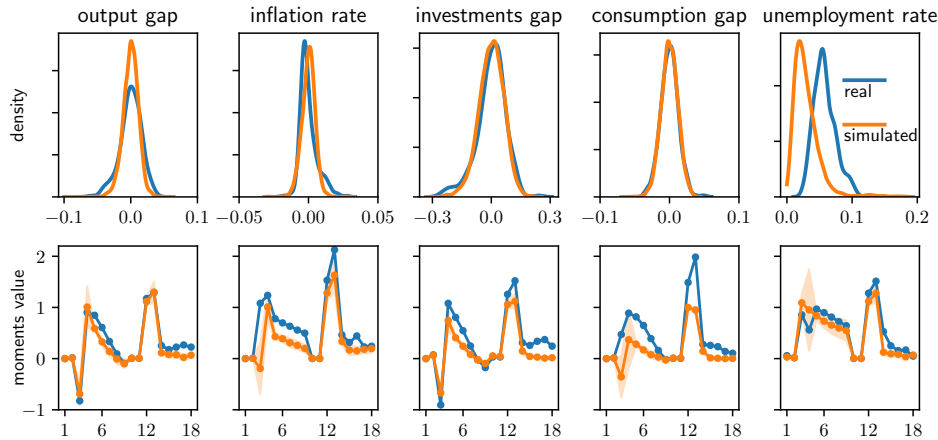 output gap
inflation rate
investments gap
consumption gap
unemployment rate
density
real
simulated
−0.1 0.0 0.1
−0.05 0.00 0.05
−0.3 0.0 0.3
−0.1 0.0 0.1
0.0 0.1 0.2
moments value
2
1
0
−1
1 6 12 18
1 6 12 18
1 6 12 18
1 6 12 18
1 6 12 18